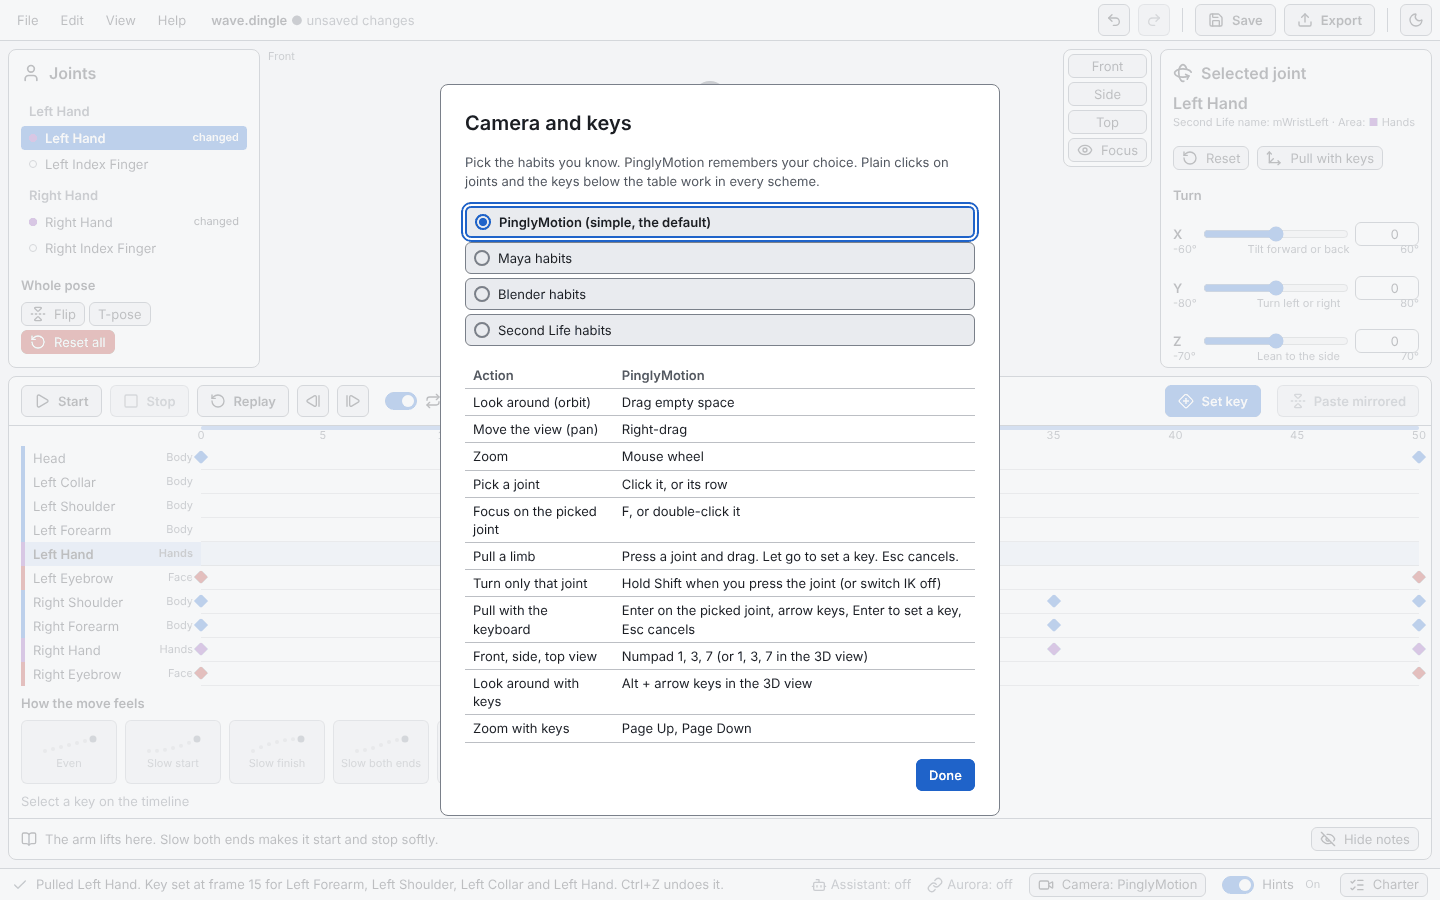 File Edit View Help wave.dingle unsaved changes Save Export
Joints
Left Hand
Left Hand changed
Left Index Finger
Right Hand
Right Hand changed
Right Index Finger
Whole pose
Flip T-pose
Reset all
Front
Front
Side
Top
Focus
Selected joint
Left Hand
Second Life name: mWristLeft · Area: Hands
Reset Pull with keys
Turn
X 0
-60° Tilt forward or back 60°
Y 0
-80° Turn left or right 80°
Z 0
-70° Lean to the side 70°
Camera and keys
Pick the habits you know. PinglyMotion remembers your choice. Plain clicks on
joints and the keys below the table work in every scheme.
PinglyMotion (simple, the default)
Maya habits
Blender habits
Second Life habits
Action PinglyMotion
Look around (orbit) Drag empty space
Move the view (pan) Right-drag
Zoom Mouse wheel
Pick a joint Click it, or its row
Focus on the picked F, or double-click it
joint
Pull a limb Press a joint and drag. Let go to set a key. Esc cancels.
Turn only that joint Hold Shift when you press the joint (or switch IK off)
Pull with the Enter on the picked joint, arrow keys, Enter to set a key,
keyboard Esc cancels
Front, side, top view Numpad 1, 3, 7 (or 1, 3, 7 in the 3D view)
Look around with Alt + arrow keys in the 3D view
keys
Zoom with keys Page Up, Page Down
Done
Start Stop Replay Set key Paste mirrored
0 5 35 40 45 50
Head Body
Left Collar Body
Left Shoulder Body
Left Forearm Body
Left Hand Hands
Left Eyebrow Face
Right Shoulder Body
Right Forearm Body
Right Hand Hands
Right Eyebrow Face
How the move feels
Even Slow start Slow finish Slow both ends
Select a key on the timeline
The arm lifts here. Slow both ends makes it start and stop softly. Hide notes
Pulled Left Hand. Key set at frame 15 for Left Forearm, Left Shoulder, Left Collar and Left Hand. Ctrl+Z undoes it. Assistant: off Aurora: off Camera: PinglyMotion Hints On Charter